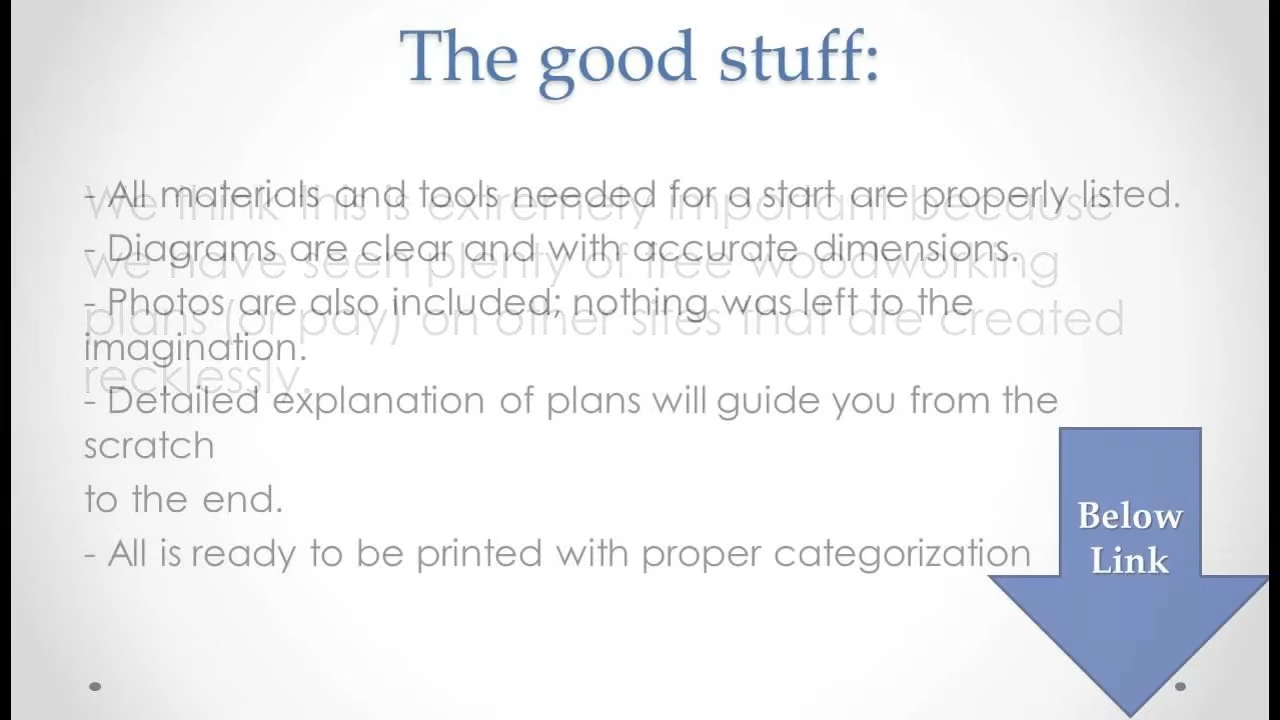 The good stuff:
- All materials and tools needed for a start are properly listed.
We think this is extremely important because
- Diagrams are clear and with accurate dimensions.
we have seen plenty of free woodworking
- Photos are also included; nothing was left to the
plans (or pay) on other sites that are created
imagination.
recklessly.
- Detailed explanation of plans will guide you from the
scratch
to the end.
- All is ready to be printed with proper categorization
Below
Link